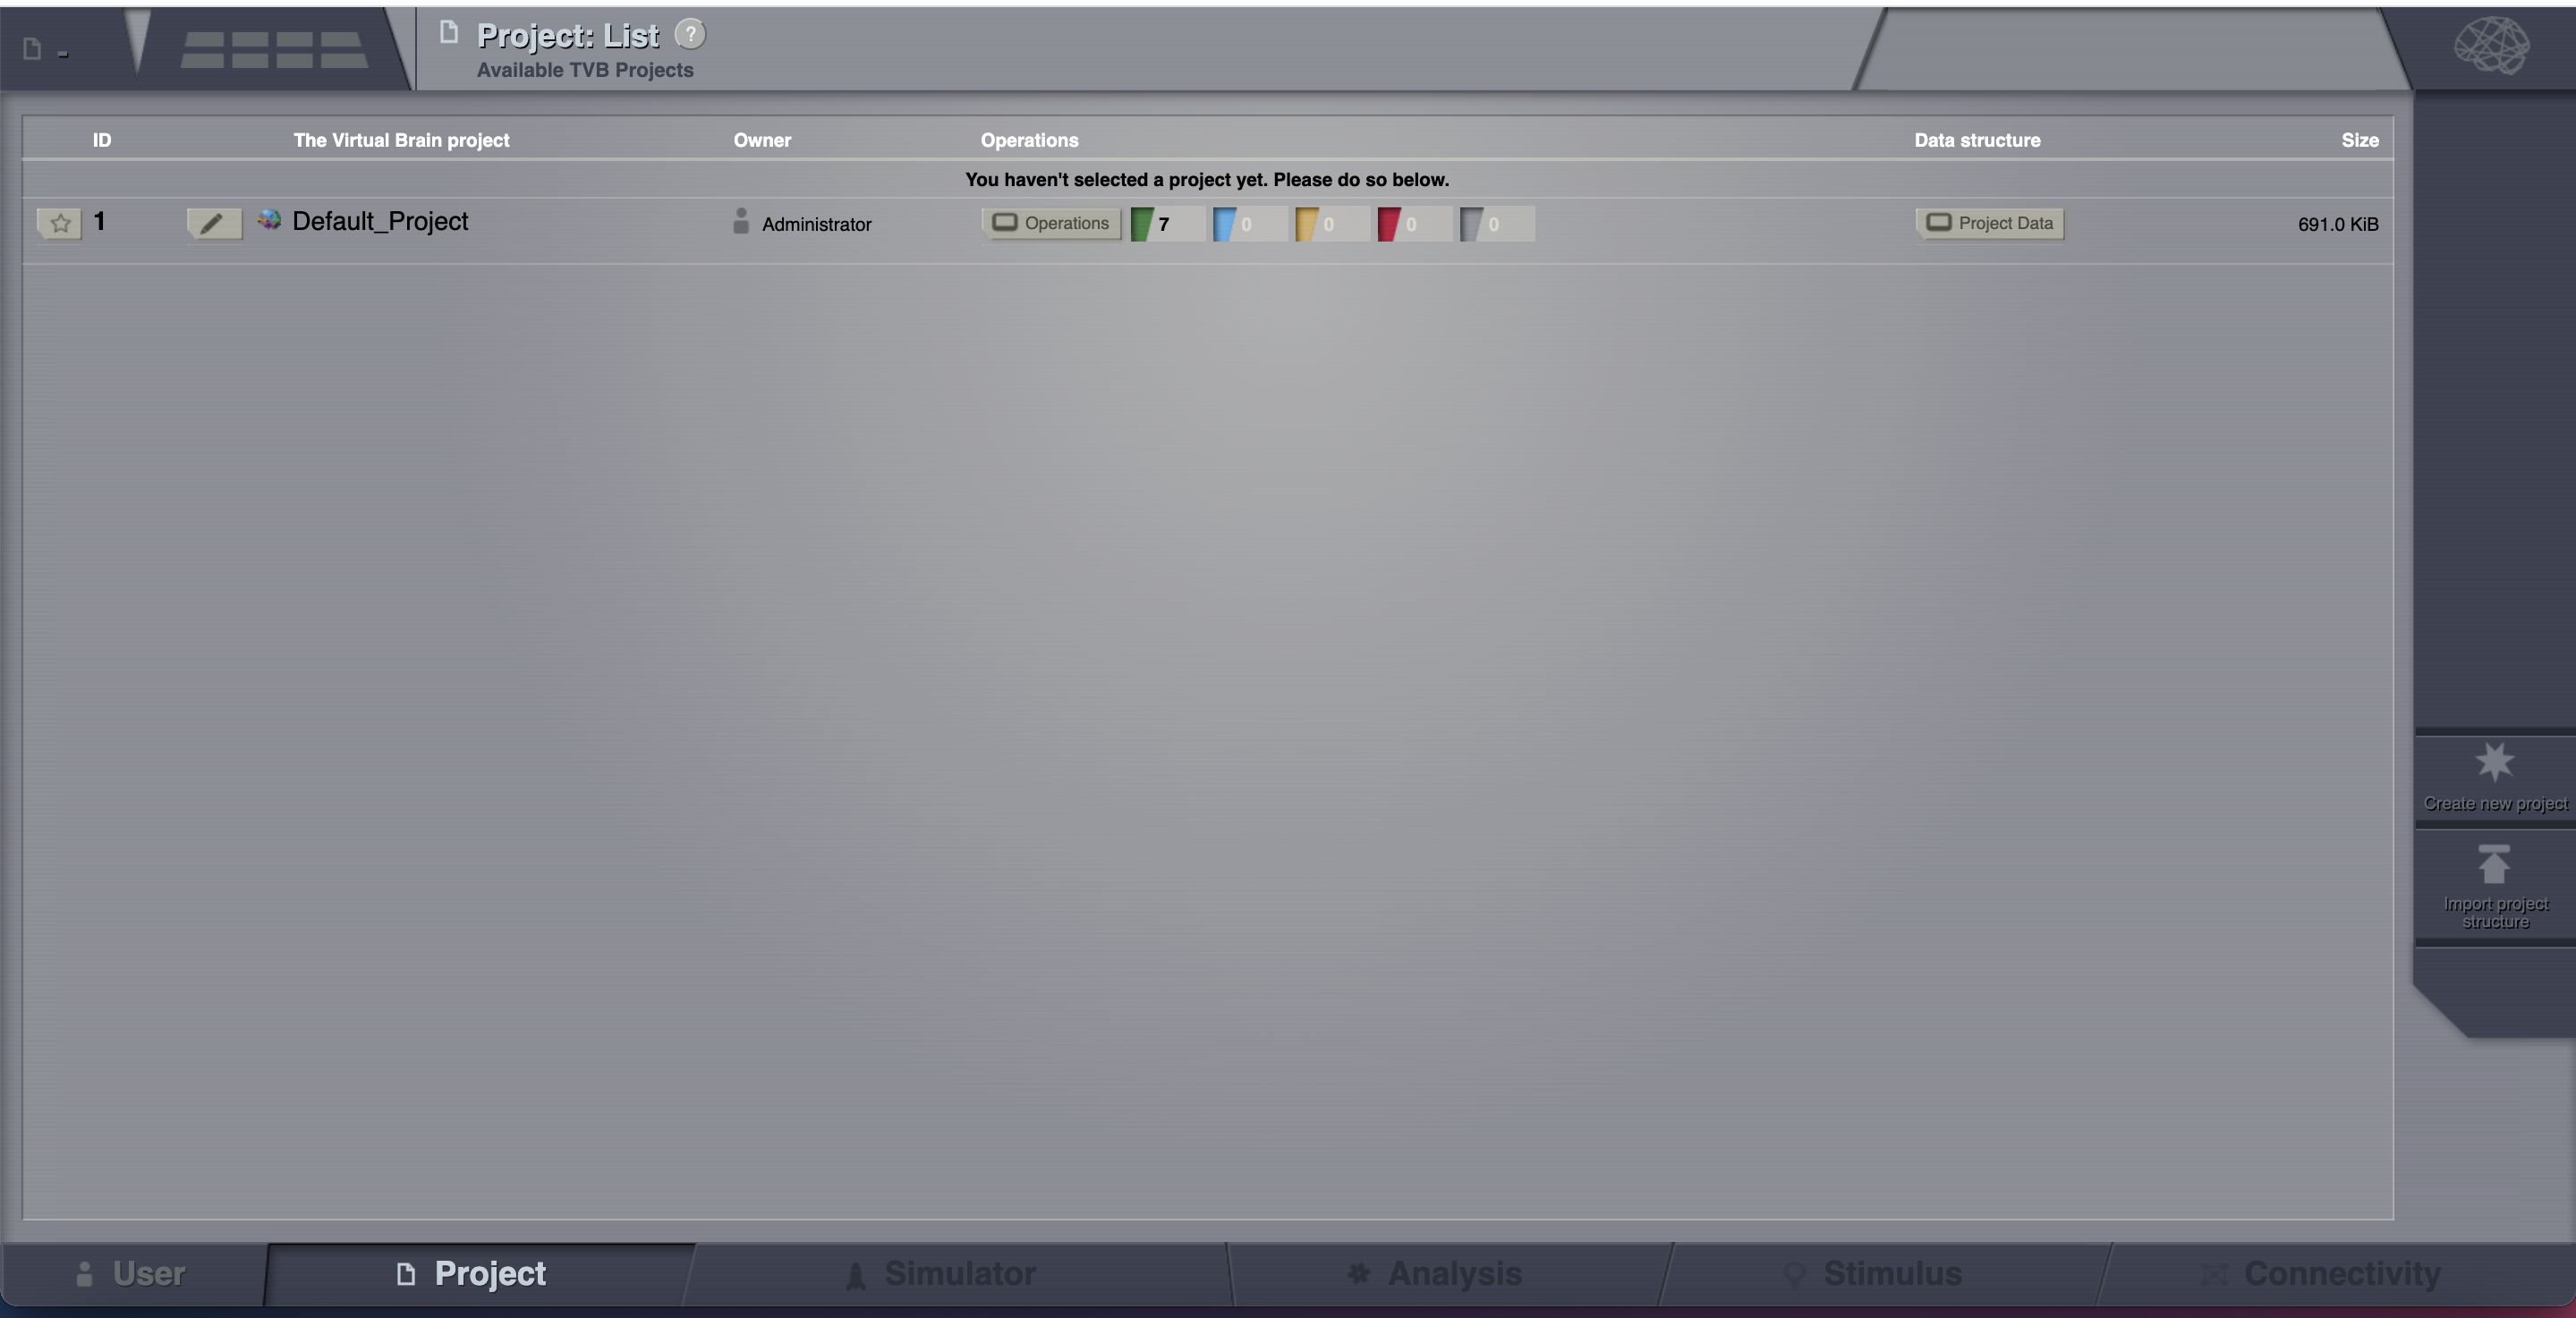 -
Project: List ?
Available TVB Projects
ID The Virtual Brain project Owner Operations Data structure Size
You haven't selected a project yet. Please do so below.
1 Default_Project Administrator Operations 7 0 0 0 0 Project Data 691.0 KiB
Create new project
Import project
structure
User Project Simulator Analysis Stimulus Connectivity